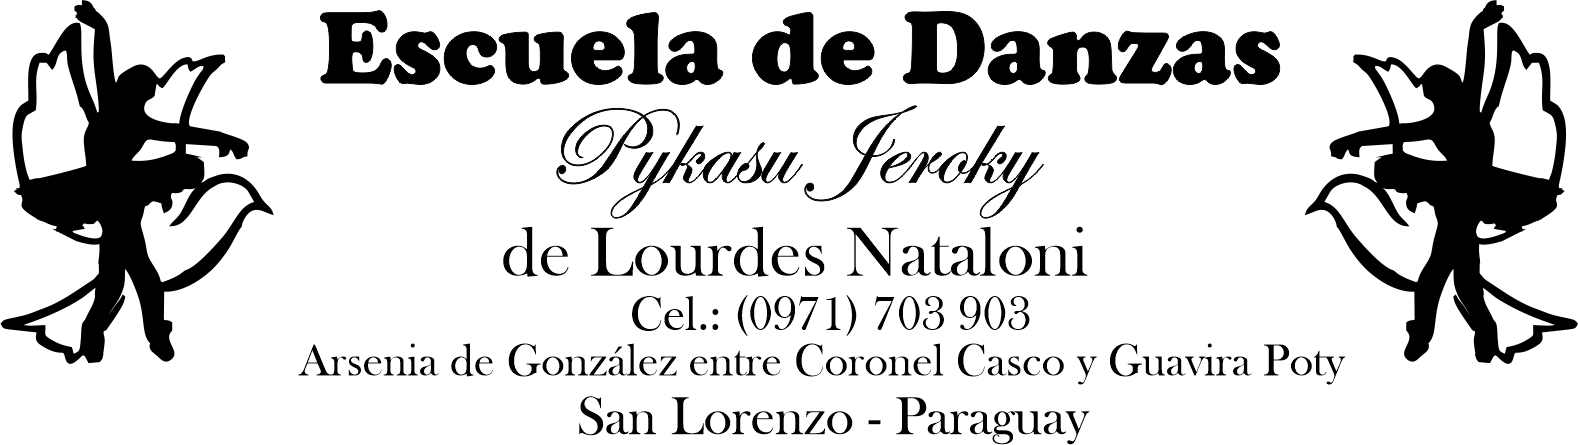 Escuela de Danzas
Pykasu Jeroky
de Lourdes Nataloni
Cel.: (0971) 703 903
Arsenia de González entre Coronel Casco y Guavira Poty
San Lorenzo - Paraguay